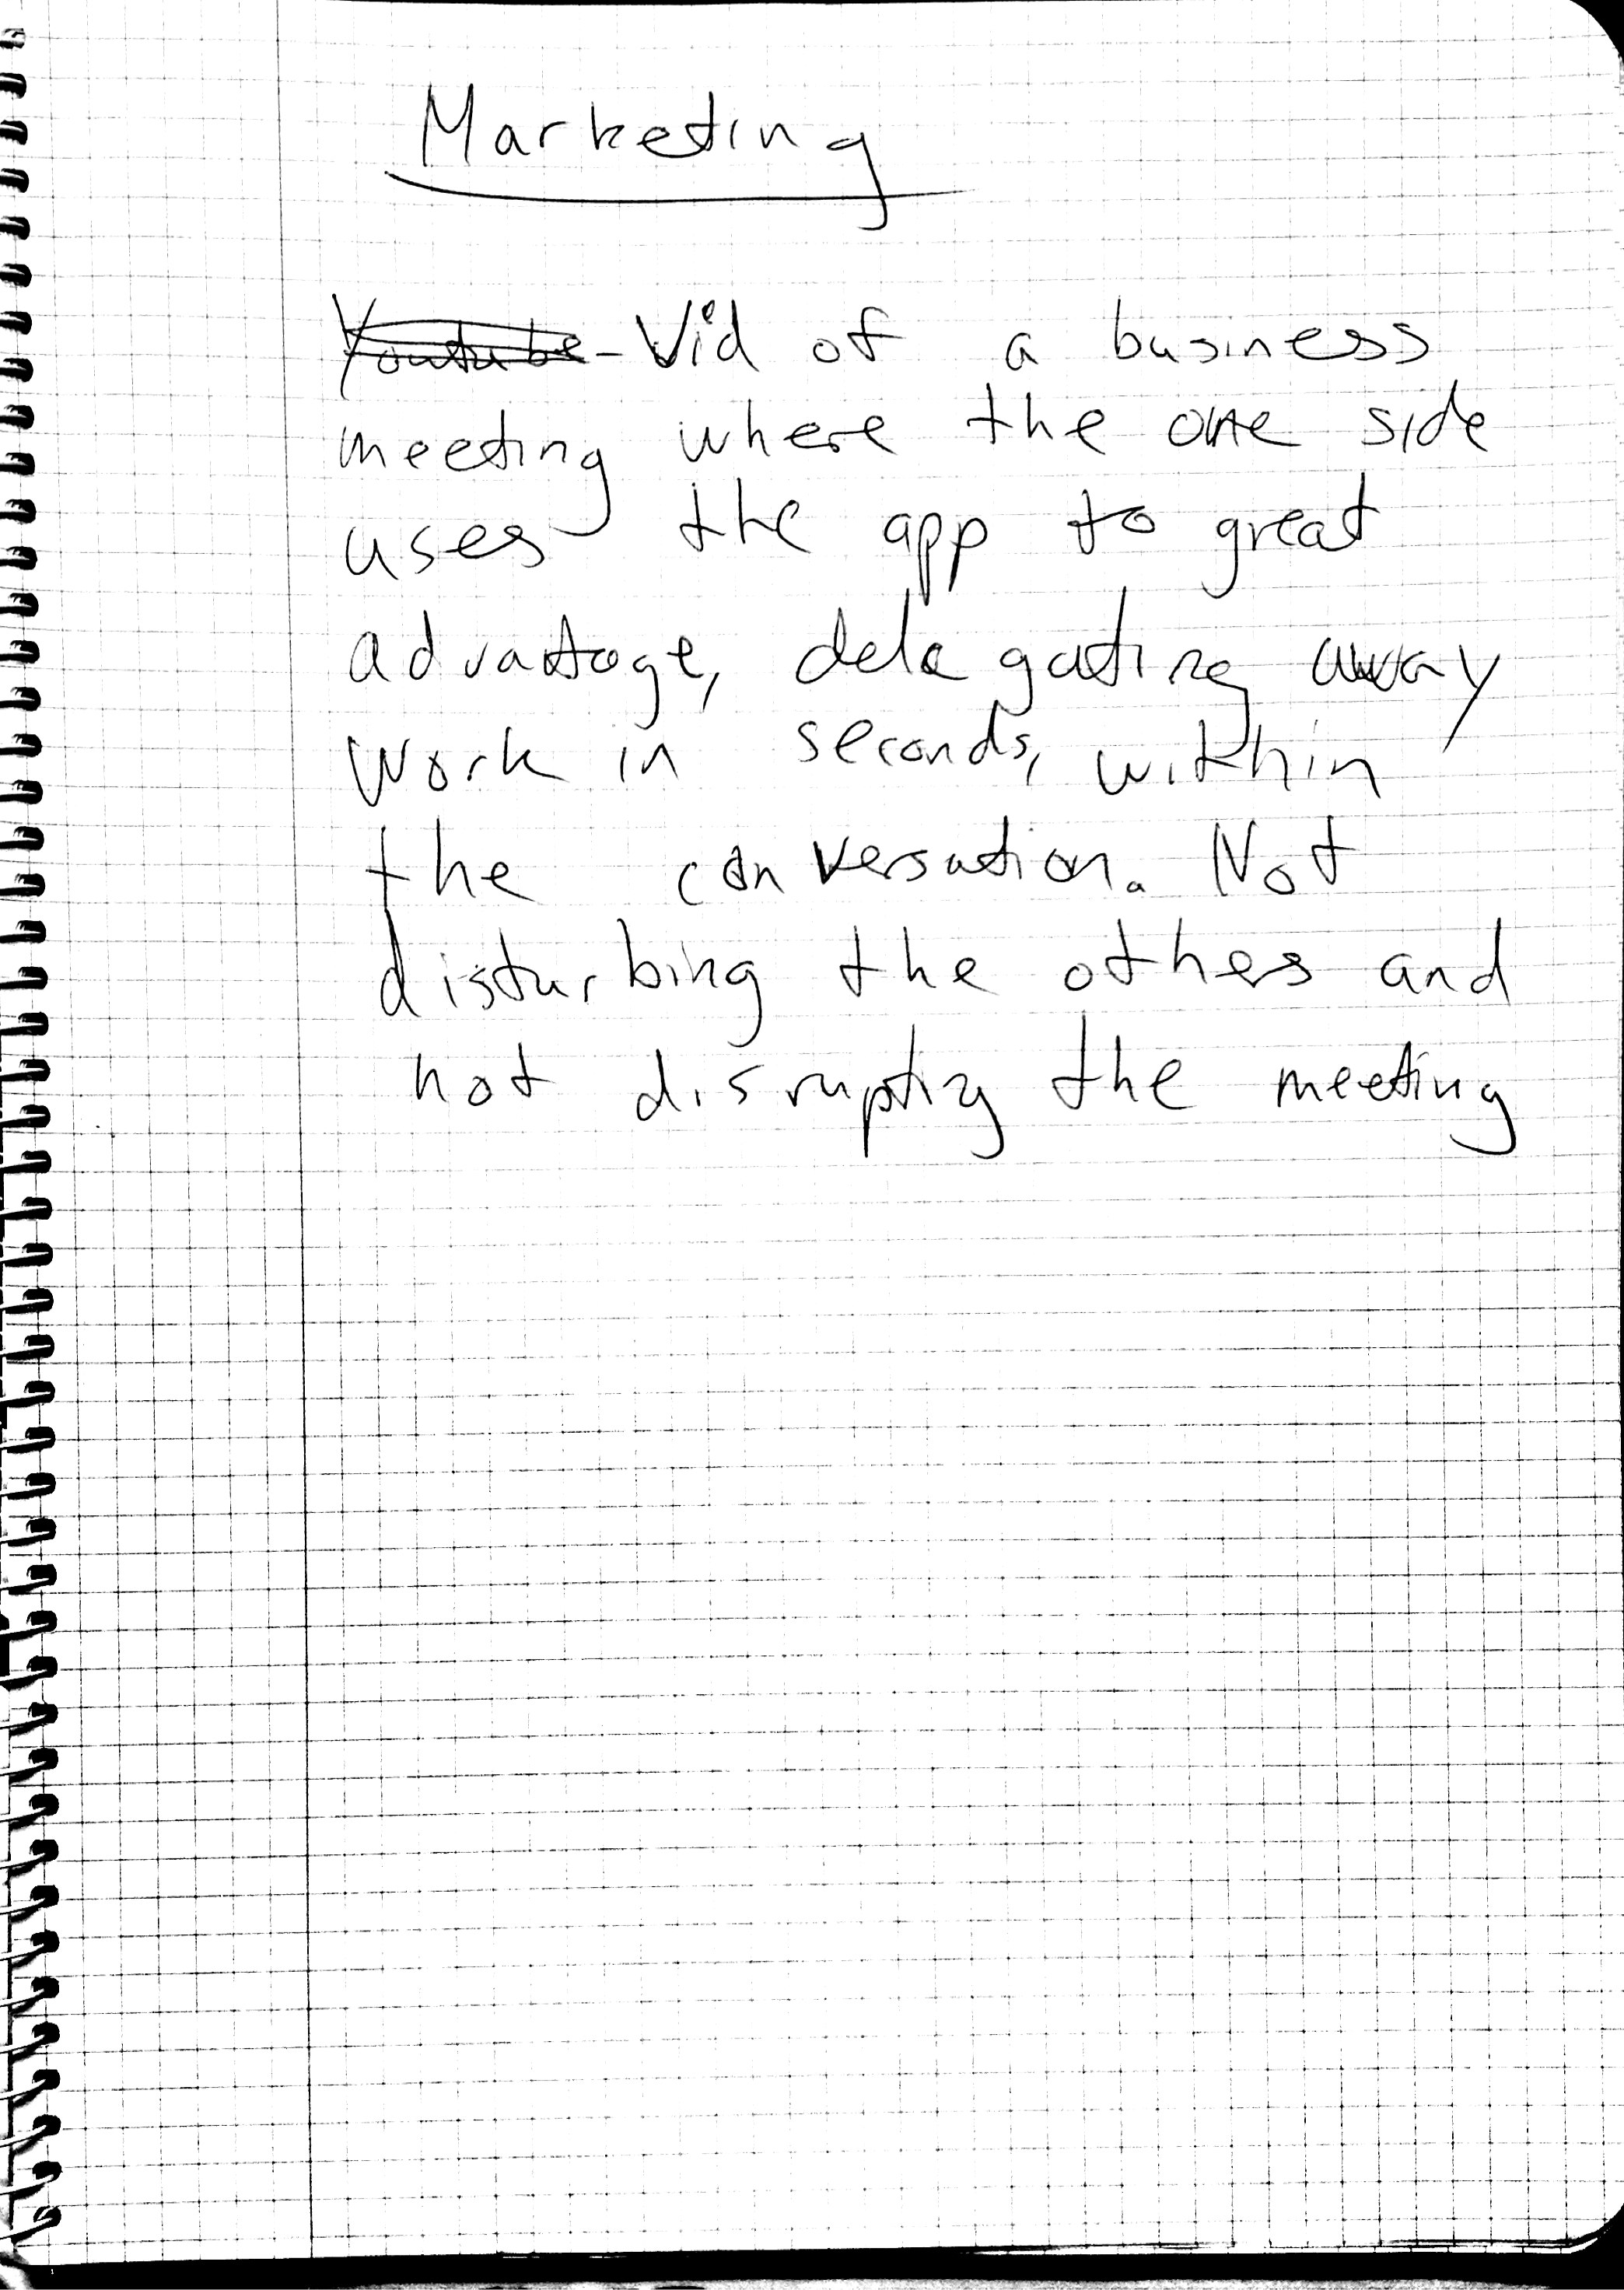 Marketing
Youtube - Vid of a business
meeting where the one side
uses the app to great
advantage, delegating away
work in seconds, within
the conversation. Not
disturbing the others and
not disrupting the meeting